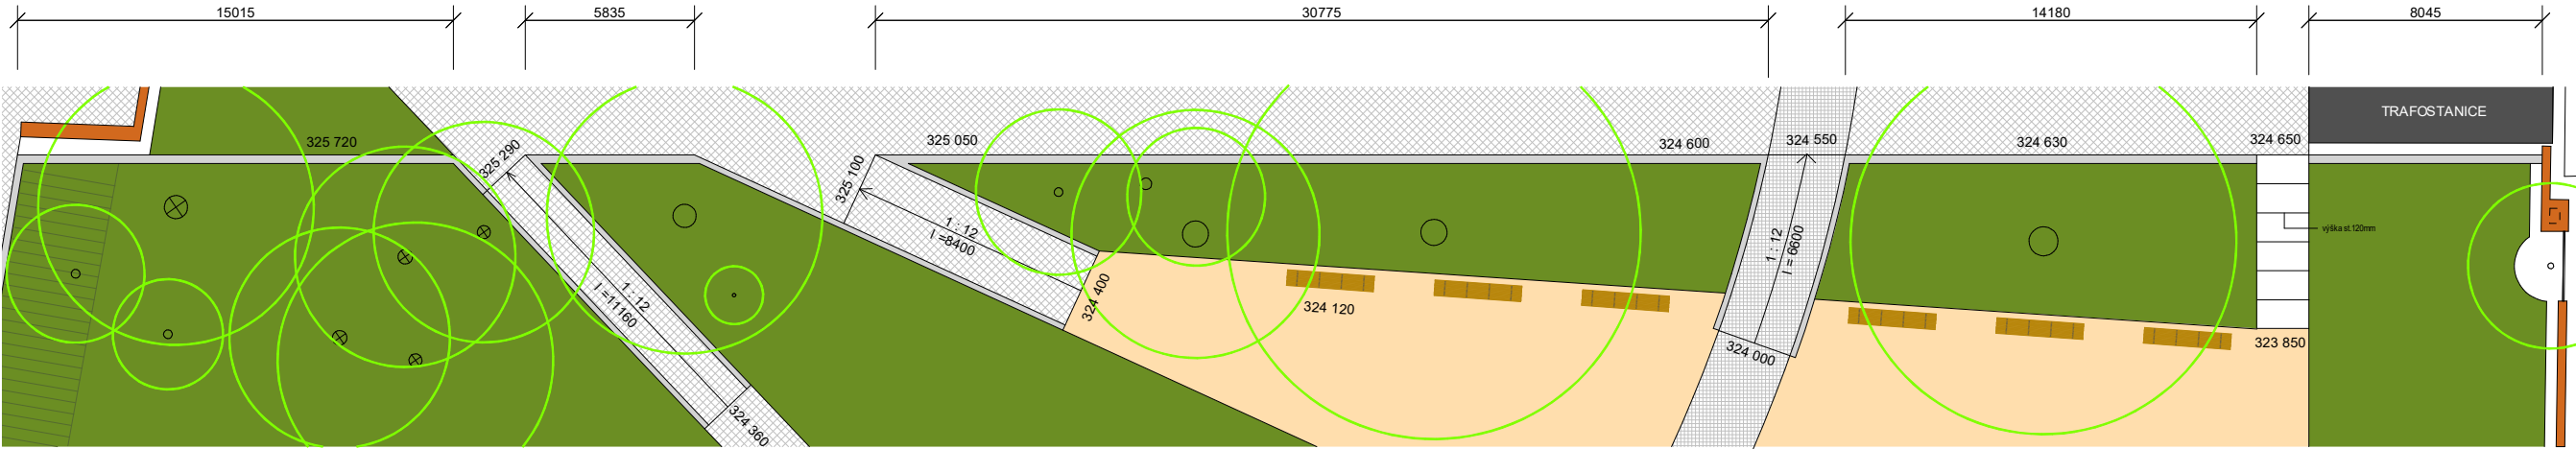 15015
5835
30775
14180
8045
TRAFOSTANICE
325 720
325 290
325 050
325 100
324 600
324 550
324 630
324 650
1 : 12
l =11160
1 : 12
l =8400
1 : 12
l = 6600
výška st.120mm
324 400
324 120
324 000
323 850
324 360